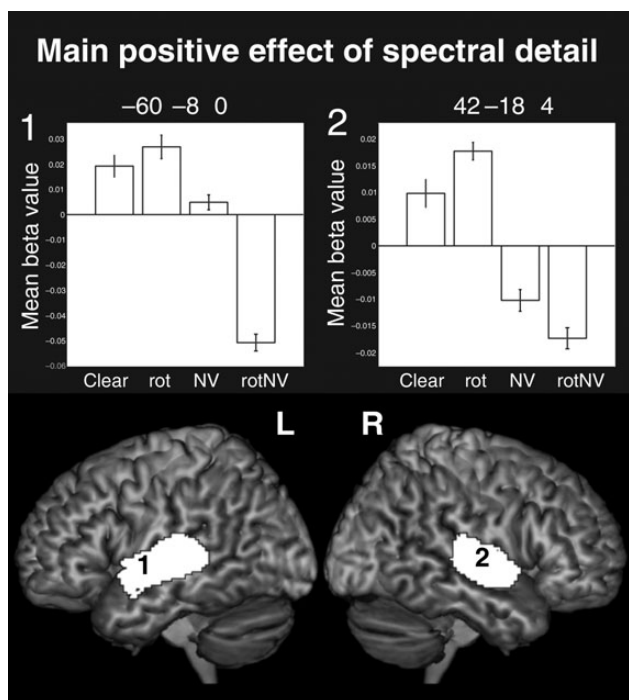 Main positive effect of spectral detail
1
−60 −8 0
Mean beta value
0.03
0.02
0.01
0
−0.01
−0.02
−0.03
−0.04
−0.05
−0.06
Clear rot NV rotNV
2
42 −18 4
Mean beta value
0.02
0.015
0.01
0.005
0
−0.005
−0.01
−0.015
−0.02
Clear rot NV rotNV
L R
1 2